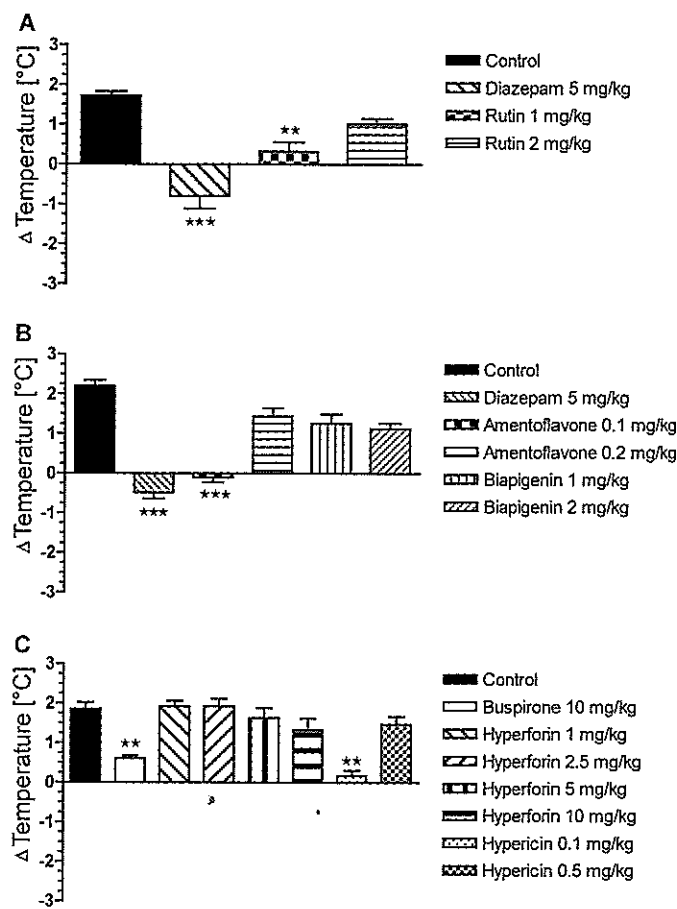 A
Δ Temperature [°C]
3
2
1
0
-1
-2
-3
**
***
Control
Diazepam 5 mg/kg
Rutin 1 mg/kg
Rutin 2 mg/kg
B
Δ Temperature [°C]
3
2
1
0
-1
-2
-3
***
***
Control
Diazepam 5 mg/kg
Amentoflavone 0.1 mg/kg
Amentoflavone 0.2 mg/kg
Biapigenin 1 mg/kg
Biapigenin 2 mg/kg
C
Δ Temperature [°C]
3
2
1
0
-1
-2
-3
**
**
Control
Buspirone 10 mg/kg
Hyperforin 1 mg/kg
Hyperforin 2.5 mg/kg
Hyperforin 5 mg/kg
Hyperforin 10 mg/kg
Hypericin 0.1 mg/kg
Hypericin 0.5 mg/kg